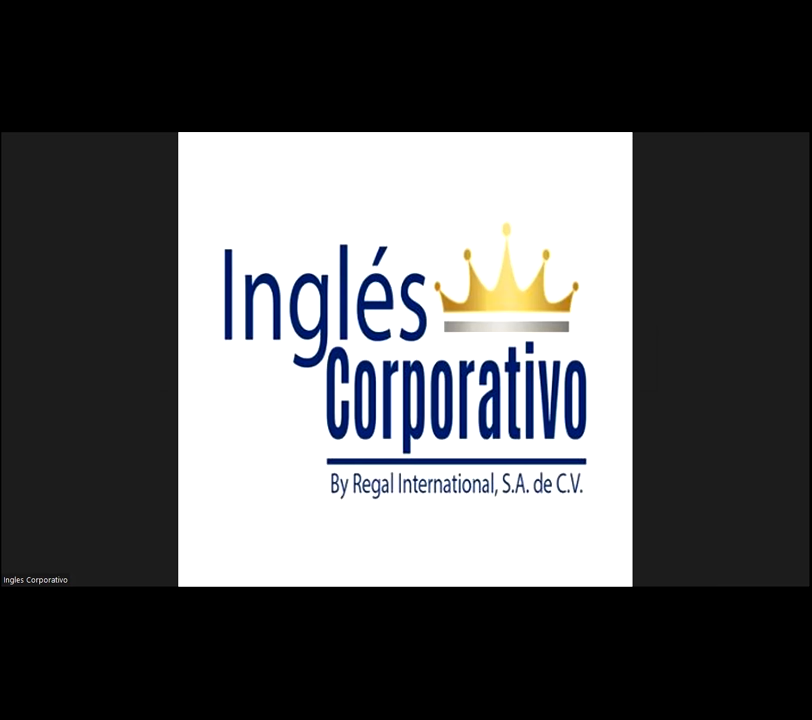 Inglés
Corporativo
By Regal International, S.A. de C.V.
Ingles Corporativo